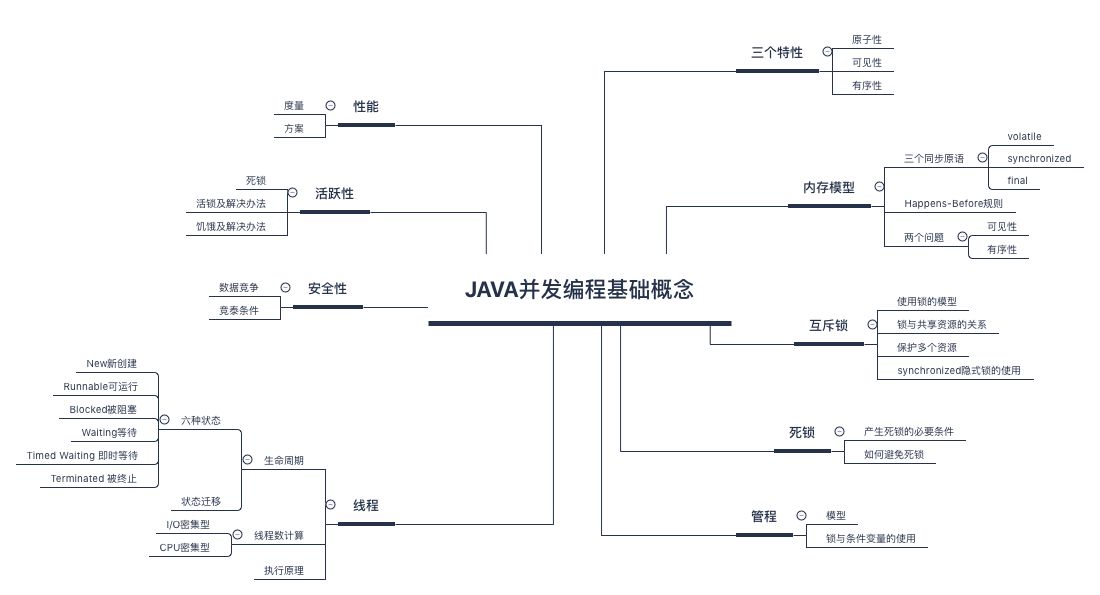 JAVA并发编程基础概念
三个特性
原子性
可见性
有序性
内存模型
三个同步原语
volatile
synchronized
final
Happens-Before规则
两个问题
可见性
有序性
互斥锁
使用锁的模型
锁与共享资源的关系
保护多个资源
synchronized隐式锁的使用
死锁
产生死锁的必要条件
如何避免死锁
管程
模型
锁与条件变量的使用
性能
度量
方案
活跃性
死锁
活锁及解决办法
饥饿及解决办法
安全性
数据竞争
竞泰条件
线程
生命周期
六种状态
New新创建
Runnable可运行
Blocked被阻塞
Waiting等待
Timed Waiting 即时等待
Terminated 被终止
状态迁移
线程数计算
I/O密集型
CPU密集型
执行原理